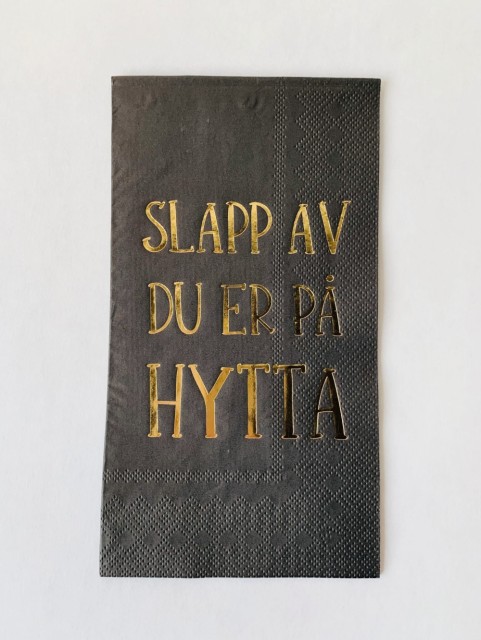 SLAPP AV
DU ER PÅ
HYTTA